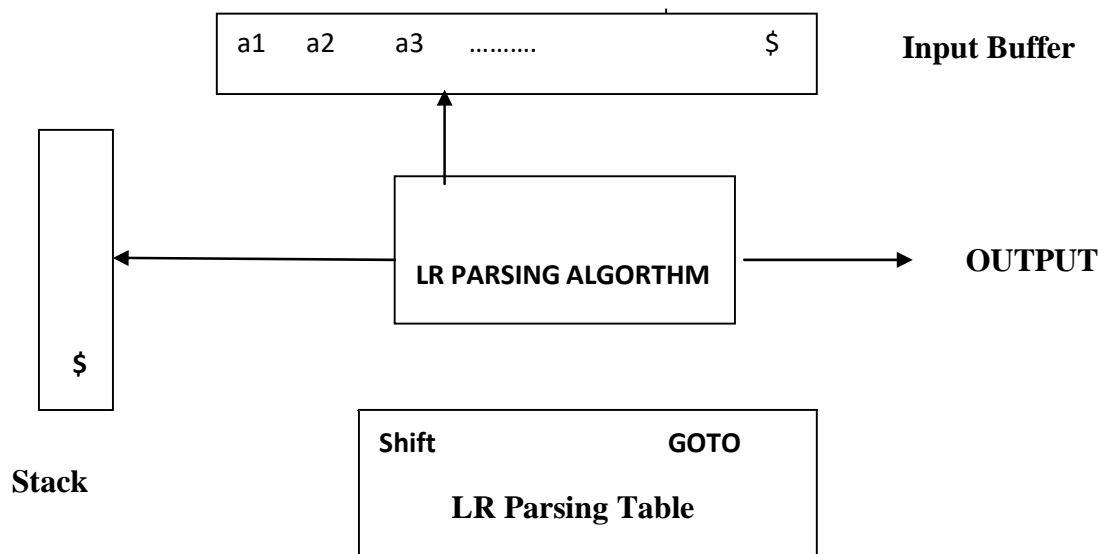 a1 a2 a3 ………. $ Input Buffer
LR PARSING ALGORTHM
OUTPUT
$
Stack
Shift GOTO
LR Parsing Table